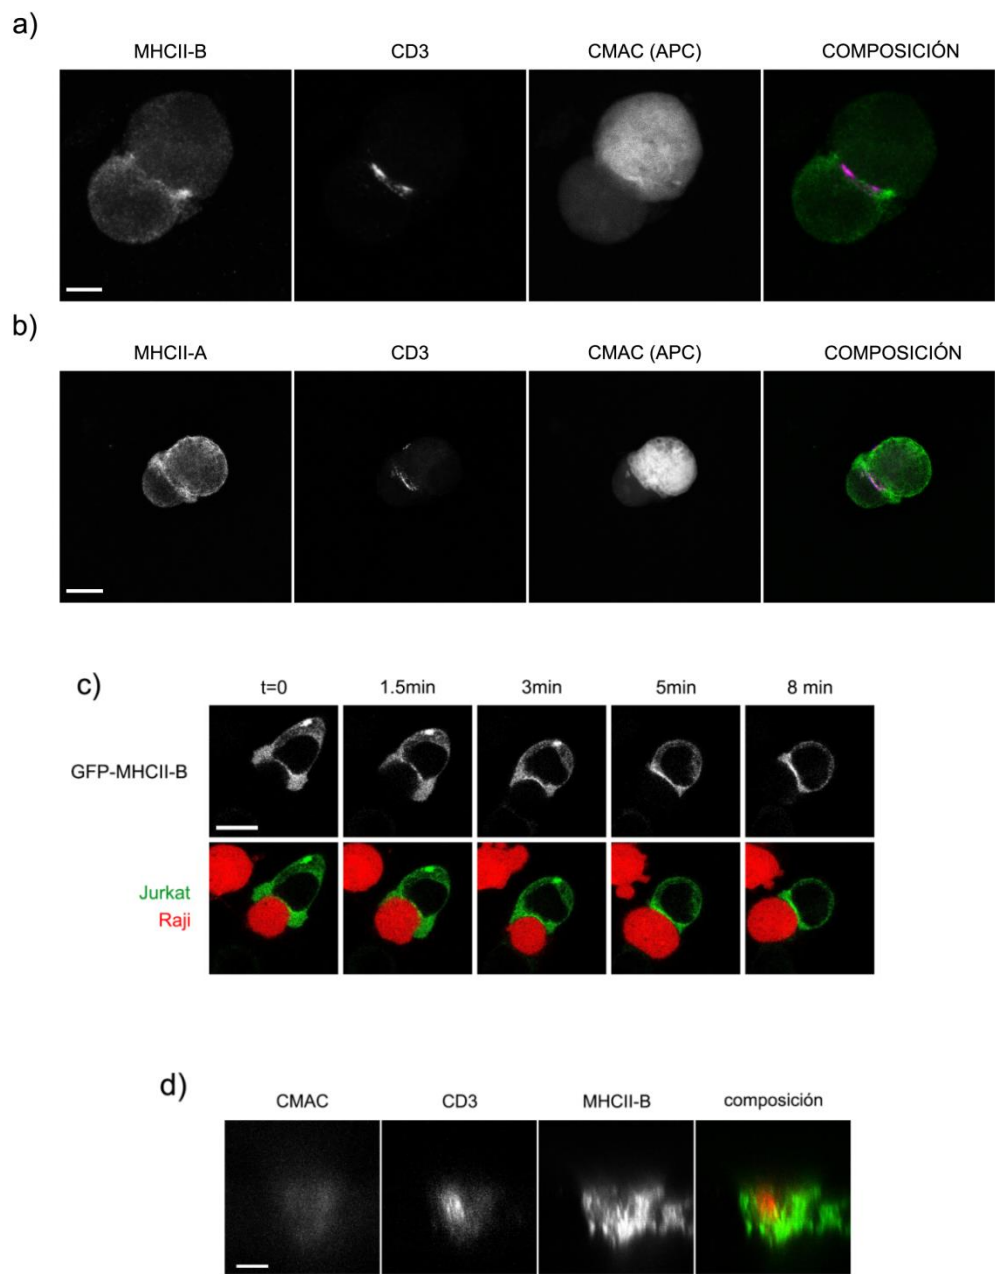 a)
MHCII-B CD3 CMAC (APC) COMPOSICIÓN
b)
MHCII-A CD3 CMAC (APC) COMPOSICIÓN
c)
t=0 1.5min 3min 5min 8 min
GFP-MHCII-B
Jurkat
Raji
d)
CMAC CD3 MHCII-B composición